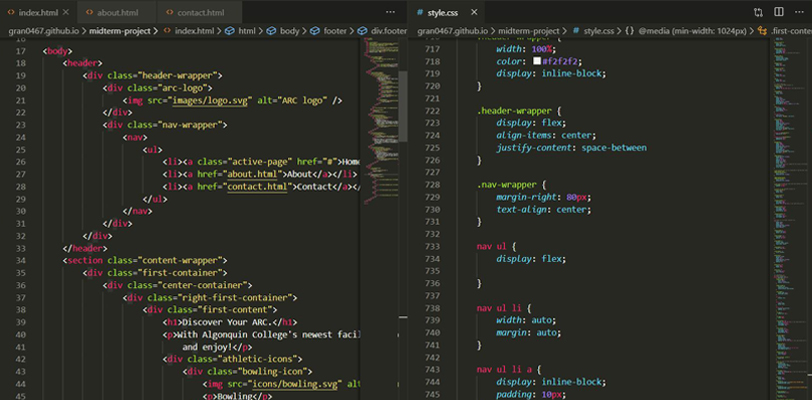 index.html × about.html contact.html ···
gran0467.github.io > midterm-project > index.html > html > body > footer > div.footer
17 <body>
18 <header>
19 <div class="header-wrapper">
20 <div class="arc-logo">
21 <img src="images/logo.svg" alt="ARC logo" />
22 </div>
23 <div class="nav-wrapper">
24 <nav>
25 <ul>
26 <li><a class="active-page" href="#">Home
27 <li><a href="about.html">About</a></li>
28 <li><a href="contact.html">Contact</a></
29 </ul>
30 </nav>
31 </div>
32 </div>
33 </header>
34 <section class="content-wrapper">
35 <div class="first-container">
36 <div class="center-container">
37 <div class="right-first-container">
38 <div class="first-content">
39 <h1>Discover Your ARC.</h1>
40 <p>With Algonquin College's newest facil
41 and enjoy!</p>
42 <div class="athletic-icons">
43 <div class="bowling-icon">
44 <img src="icons/bowling.svg" alt
45 <p>Bowling</p>
style.css ×
gran0467.github.io > midterm-project > style.css > {} @media (min-width: 1024px) > .first-conten
717 width: 100%;
718 color: #f2f2f2;
719 display: inline-block;
720 }
721
722 .header-wrapper {
723 display: flex;
724 align-items: center;
725 justify-content: space-between
726 }
727
728 .nav-wrapper {
729 margin-right: 80px;
730 text-align: center;
731 }
732
733 nav ul {
734 display: flex;
735
736 }
737
738 nav ul li {
739 width: auto;
740 margin: auto;
741 }
742
743 nav ul li a {
744 display: inline-block;
745 padding: 10px;